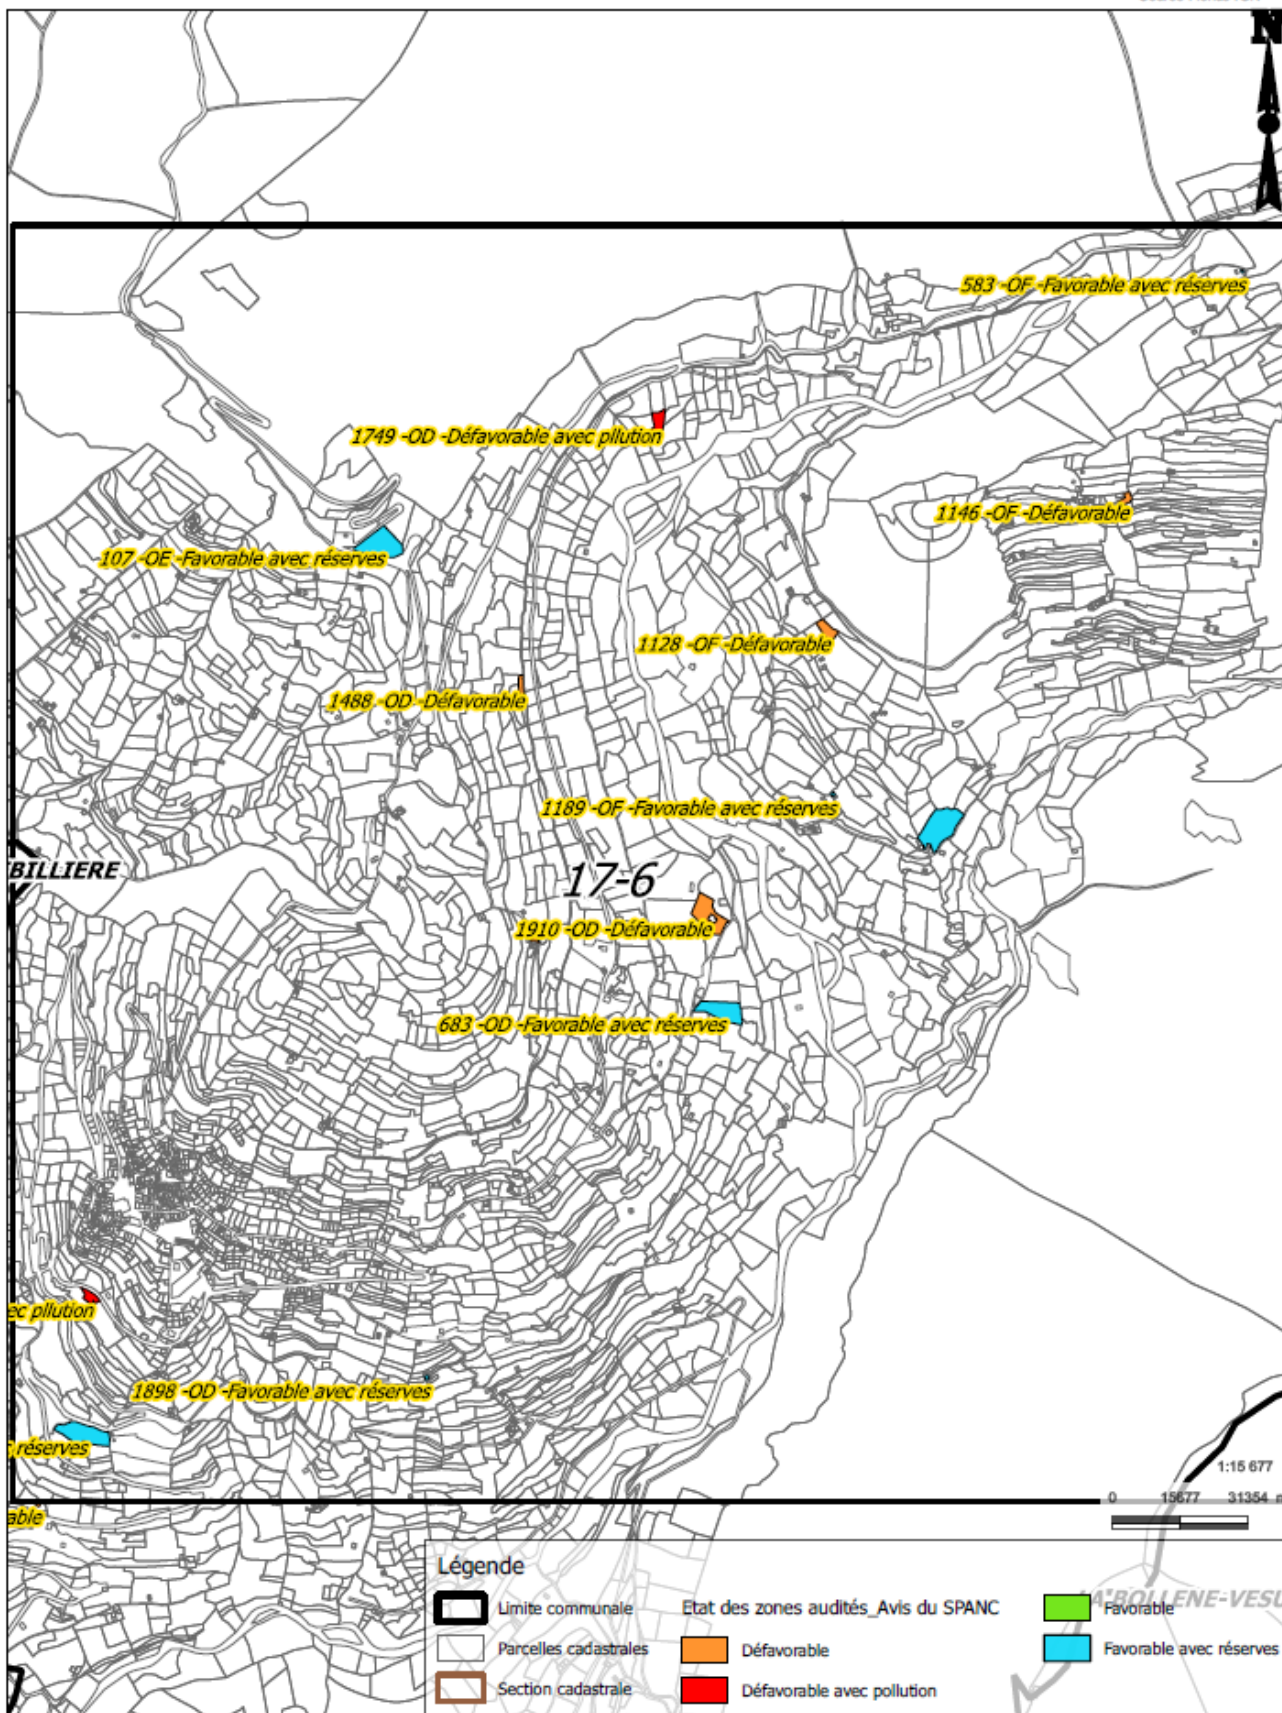 N
583 -OF -Favorable avec réserves
1749 -OD -Défavorable avec pllution
1146 -OF -Défavorable
107 -OE -Favorable avec réserves
1128 -OF -Défavorable
1488 -OD -Défavorable
1189 -OF -Favorable avec réserves
BILLIERE
17-6
1910 -OD -Défavorable
683 -OD -Favorable avec réserves
ec pllution
1898 -OD -Favorable avec réserves
réserves
1:15 677
0 15677 31354
able
Légende
Limite communale
Parcelles cadastrales
Section cadastrale
Etat des zones audités_Avis du SPANC
Défavorable
Défavorable avec pollution
Favorable
Favorable avec réserves
LA BOLLENE-VESU